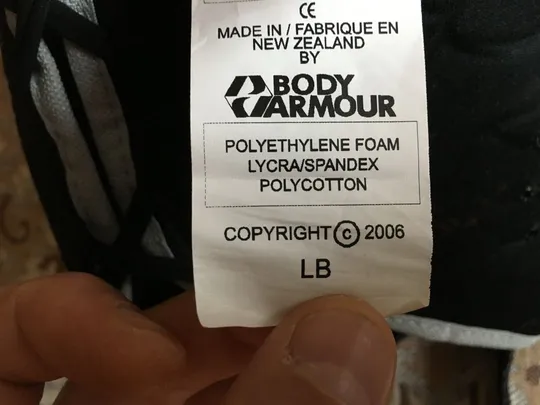 CE
MADE IN / FABRIQUE EN
NEW ZEALAND
BY
BODY
ARMOUR
POLYETHYLENE FOAM
LYCRA/SPANDEX
POLYCOTTON
COPYRIGHT © 2006
LB